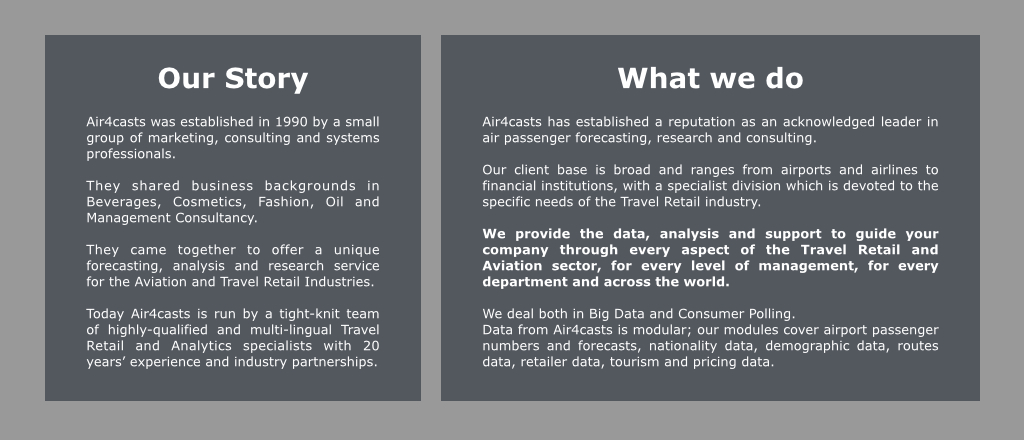 Our Story
Air4casts was established in 1990 by a small
group of marketing, consulting and systems
professionals.
They shared business backgrounds in
Beverages, Cosmetics, Fashion, Oil and
Management Consultancy.
They came together to offer a unique
forecasting, analysis and research service
for the Aviation and Travel Retail Industries.
Today Air4casts is run by a tight-knit team
of highly-qualified and multi-lingual Travel
Retail and Analytics specialists with 20
years’ experience and industry partnerships.
What we do
Air4casts has established a reputation as an acknowledged leader in
air passenger forecasting, research and consulting.
Our client base is broad and ranges from airports and airlines to
financial institutions, with a specialist division which is devoted to the
specific needs of the Travel Retail industry.
We provide the data, analysis and support to guide your
company through every aspect of the Travel Retail and
Aviation sector, for every level of management, for every
department and across the world.
We deal both in Big Data and Consumer Polling.
Data from Air4casts is modular; our modules cover airport passenger
numbers and forecasts, nationality data, demographic data, routes
data, retailer data, tourism and pricing data.